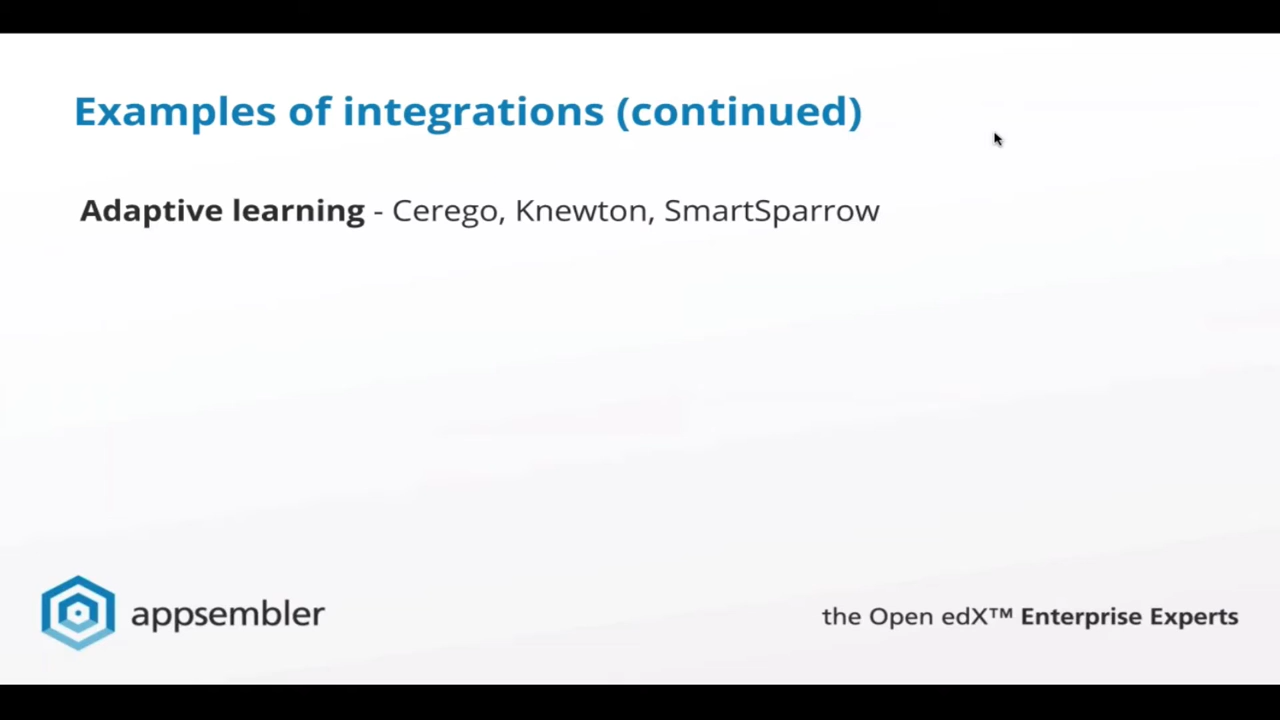 Examples of integrations (continued)
Adaptive learning - Cerego, Knewton, SmartSparrow
appsembler
the Open edX™ Enterprise Experts